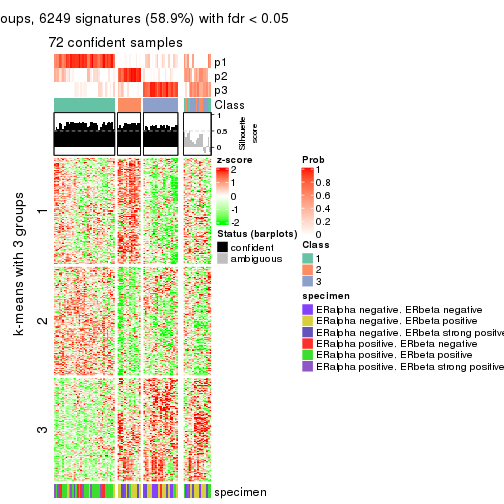 oups, 6249 signatures (58.9%) with fdr < 0.05
72 confident samples
p1
p2
p3
Class
1
0.5
0
Silhouette
score
k-means with 3 groups
1
2
3
specimen
z-score
2
1
0
-1
-2
Status (barplots)
confident
ambiguous
Prob
1
0.8
0.6
0.4
0.2
0
Class
1
2
3
specimen
ERalpha negative. ERbeta negative
ERalpha negative. ERbeta positive
ERalpha negative. ERbeta strong positive
ERalpha positive. ERbeta negative
ERalpha positive. ERbeta positive
ERalpha positive. ERbeta strong positive